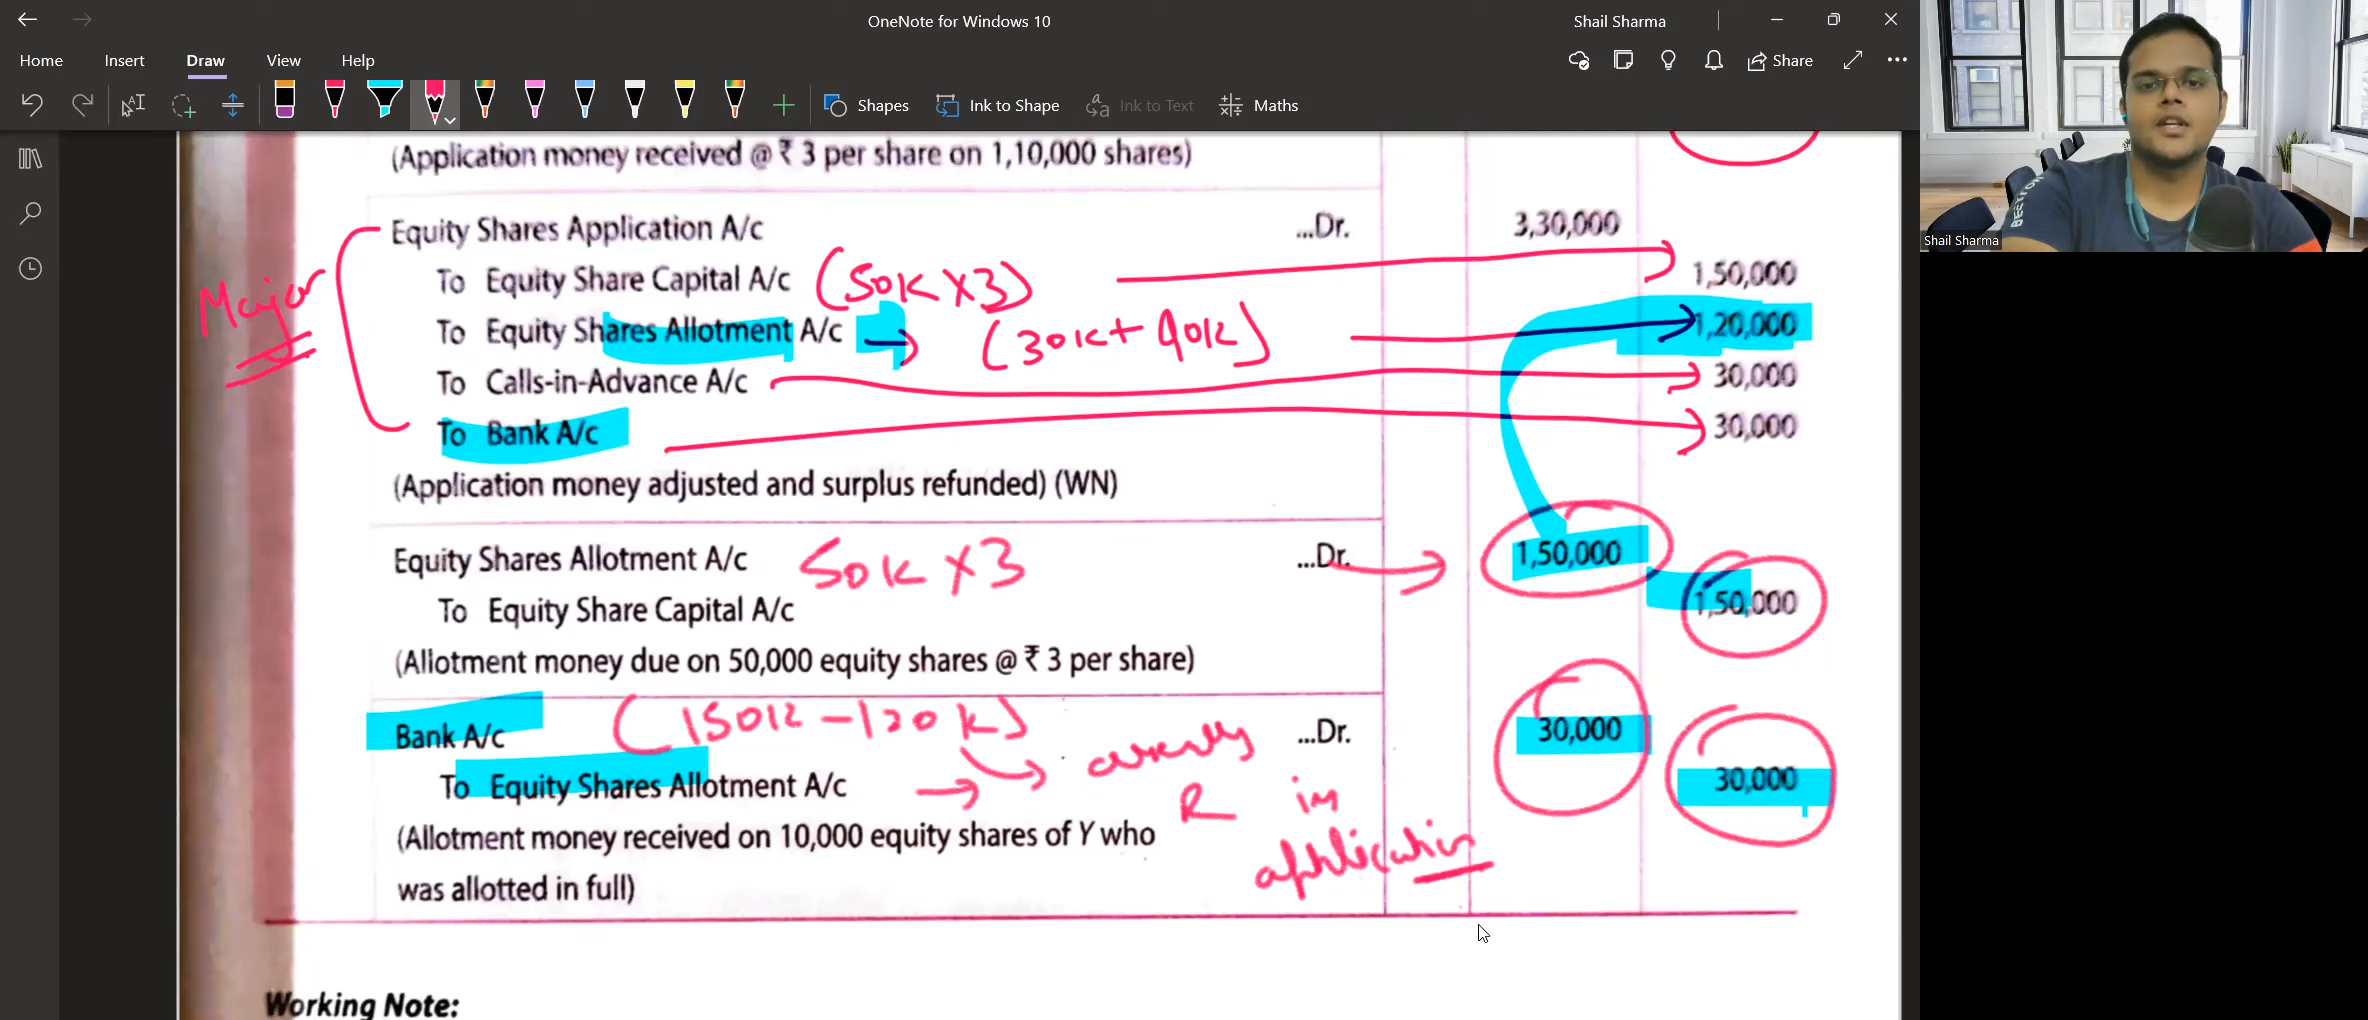 OneNote for Windows 10
Shail Sharma
Home Insert Draw View Help
Share
Shapes Ink to Shape Ink to Text Maths
Shail Sharma
(Application money received @ ₹ 3 per share on 1,10,000 shares)
Equity Shares Application A/c ...Dr. 3,30,000
Major
To Equity Share Capital A/c (50K X3) 1,50,000
To Equity Shares Allotment A/c → (30K+90K) 1,20,000
To Calls-in-Advance A/c 30,000
To Bank A/c 30,000
(Application money adjusted and surplus refunded) (WN)
Equity Shares Allotment A/c 50K X3 ...Dr. 1,50,000
To Equity Share Capital A/c 1,50,000
(Allotment money due on 50,000 equity shares @ ₹ 3 per share)
Bank A/c (150K-120K) ...Dr. 30,000
To Equity Shares Allotment A/c → R in 30,000
(Allotment money received on 10,000 equity shares of Y who application
was allotted in full)
Working Note: